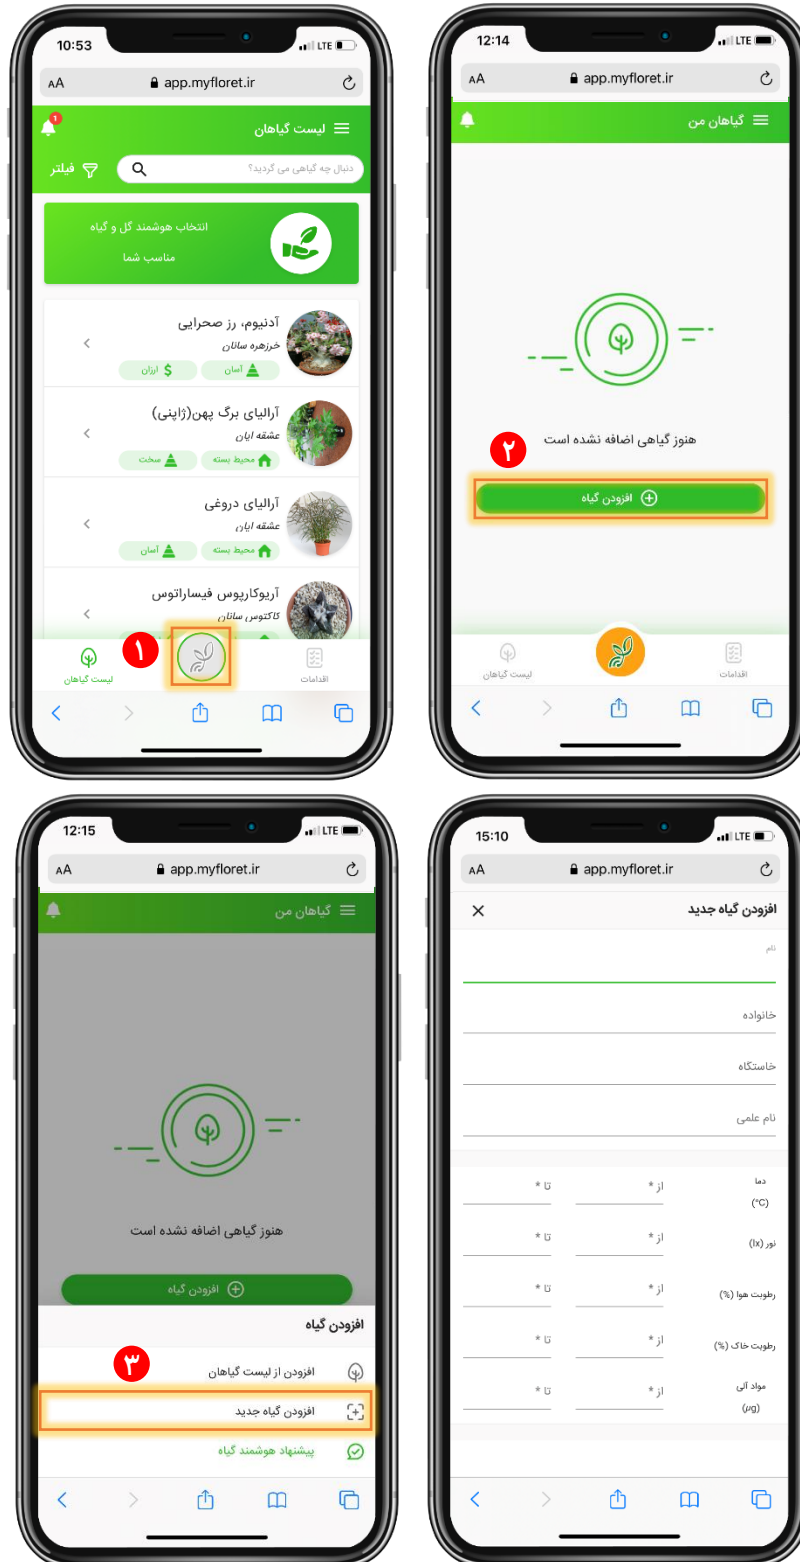 10:53
LTE
AA
app.myfloret.ir
1
لیست گیاهان
دنبال چه گیاهی می گردید؟
فیلتر
انتخاب هوشمند گل و گیاه
مناسب شما
آدنیوم، رز صحرایی
خرزهره سانان
آسان
ارزان
آرالیای برگ پهن(ژاپنی)
عشقه ایان
محیط بسته
سخت
آرالیای دروغی
عشقه ایان
محیط بسته
آسان
آریوکارپوس فیساراتوس
کاکتوس سانان
۱
اقدامات
لیست گیاهان
12:14
LTE
AA
app.myfloret.ir
گیاهان من
هنوز گیاهی اضافه نشده است
۲
افزودن گیاه
اقدامات
لیست گیاهان
12:15
LTE
AA
app.myfloret.ir
گیاهان من
هنوز گیاهی اضافه نشده است
افزودن گیاه
افزودن گیاه
۳
افزودن از لیست گیاهان
افزودن گیاه جدید
پیشنهاد هوشمند گیاه
15:10
LTE
AA
app.myfloret.ir
افزودن گیاه جدید
نام
خانواده
خاستگاه
نام علمی
دما
(°C)
از *
تا *
نور (lx)
از *
تا *
رطوبت هوا (%)
از *
تا *
رطوبت خاک (%)
از *
تا *
مواد آلی
(µg)
از *
تا *